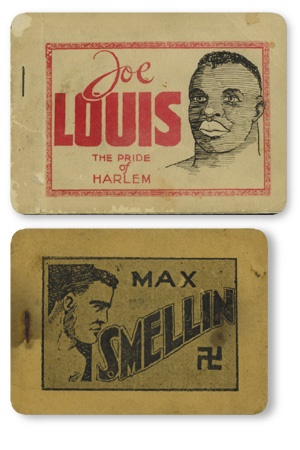 Joe
LOUIS
THE PRIDE
of
HARLEM
MAX
SMELLIN